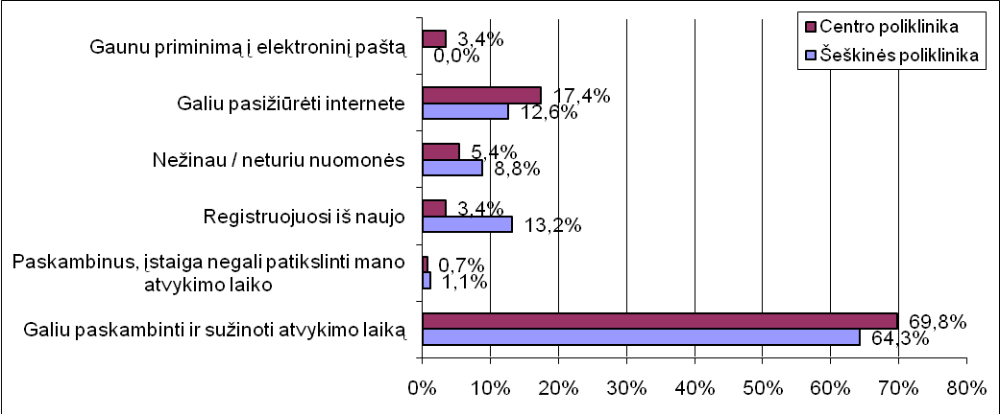 Centro poliklinika
Šeškinės poliklinika
Gaunu priminimą į elektroninį paštą
3,4%
0,0%
Galiu pasižiūrėti internete
17,4%
12,6%
Nežinau / neturiu nuomonės
5,4%
8,8%
Registruojuosi iš naujo
3,4%
13,2%
Paskambinus, įstaiga negali patikslinti mano
atvykimo laiko
0,7%
1,1%
Galiu paskambinti ir sužinoti atvykimo laiką
69,8%
64,3%
0% 10% 20% 30% 40% 50% 60% 70% 80%